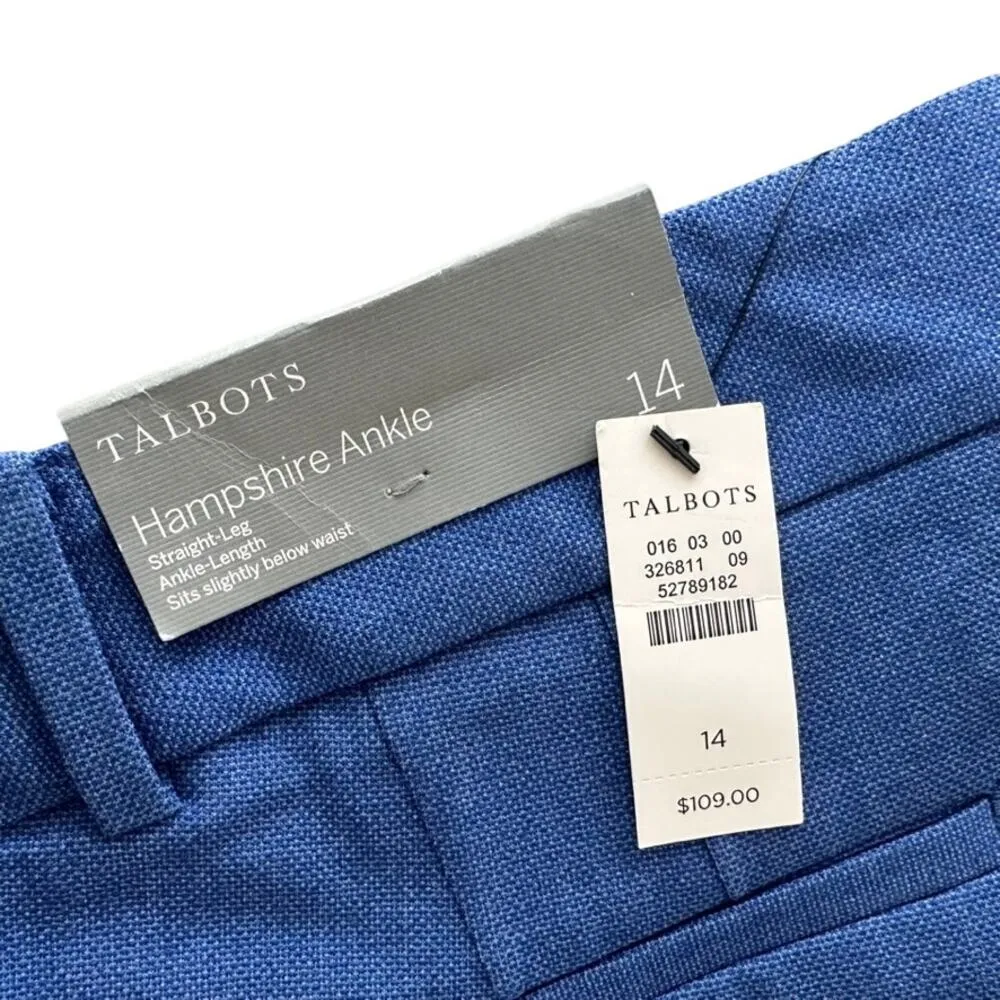 TALBOTS
Hampshire Ankle
Straight-Leg
Ankle-Length
Sits slightly below waist
14
TALBOTS
016 03 00
326811 09
52789182
14
$109.00